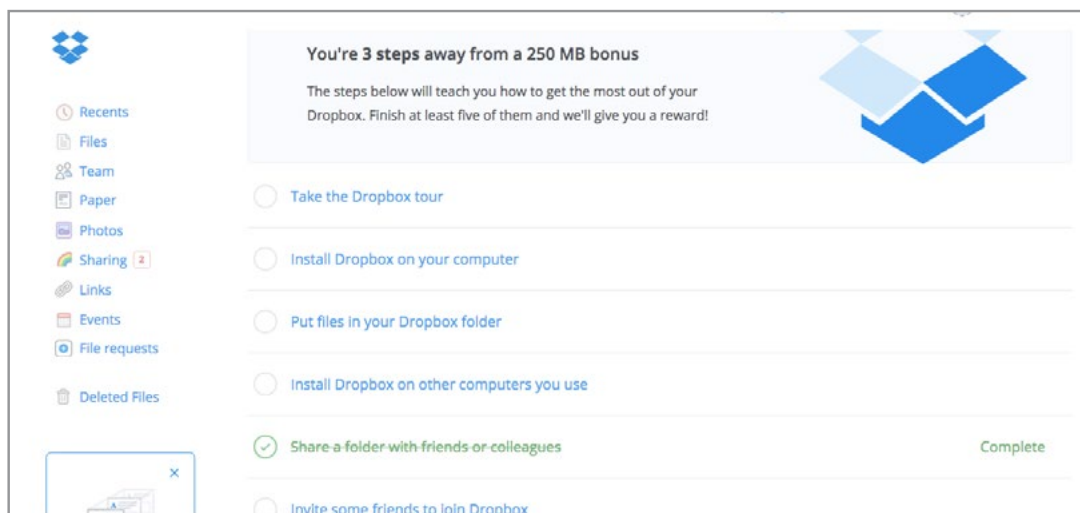 You're 3 steps away from a 250 MB bonus
The steps below will teach you how to get the most out of your
Dropbox. Finish at least five of them and we'll give you a reward!
Recents
Files
Team
Paper
Photos
Sharing 2
Links
Events
File requests
Deleted Files
Take the Dropbox tour
Install Dropbox on your computer
Put files in your Dropbox folder
Install Dropbox on other computers you use
Share a folder with friends or colleagues Complete
Invite some friends to join Dropbox